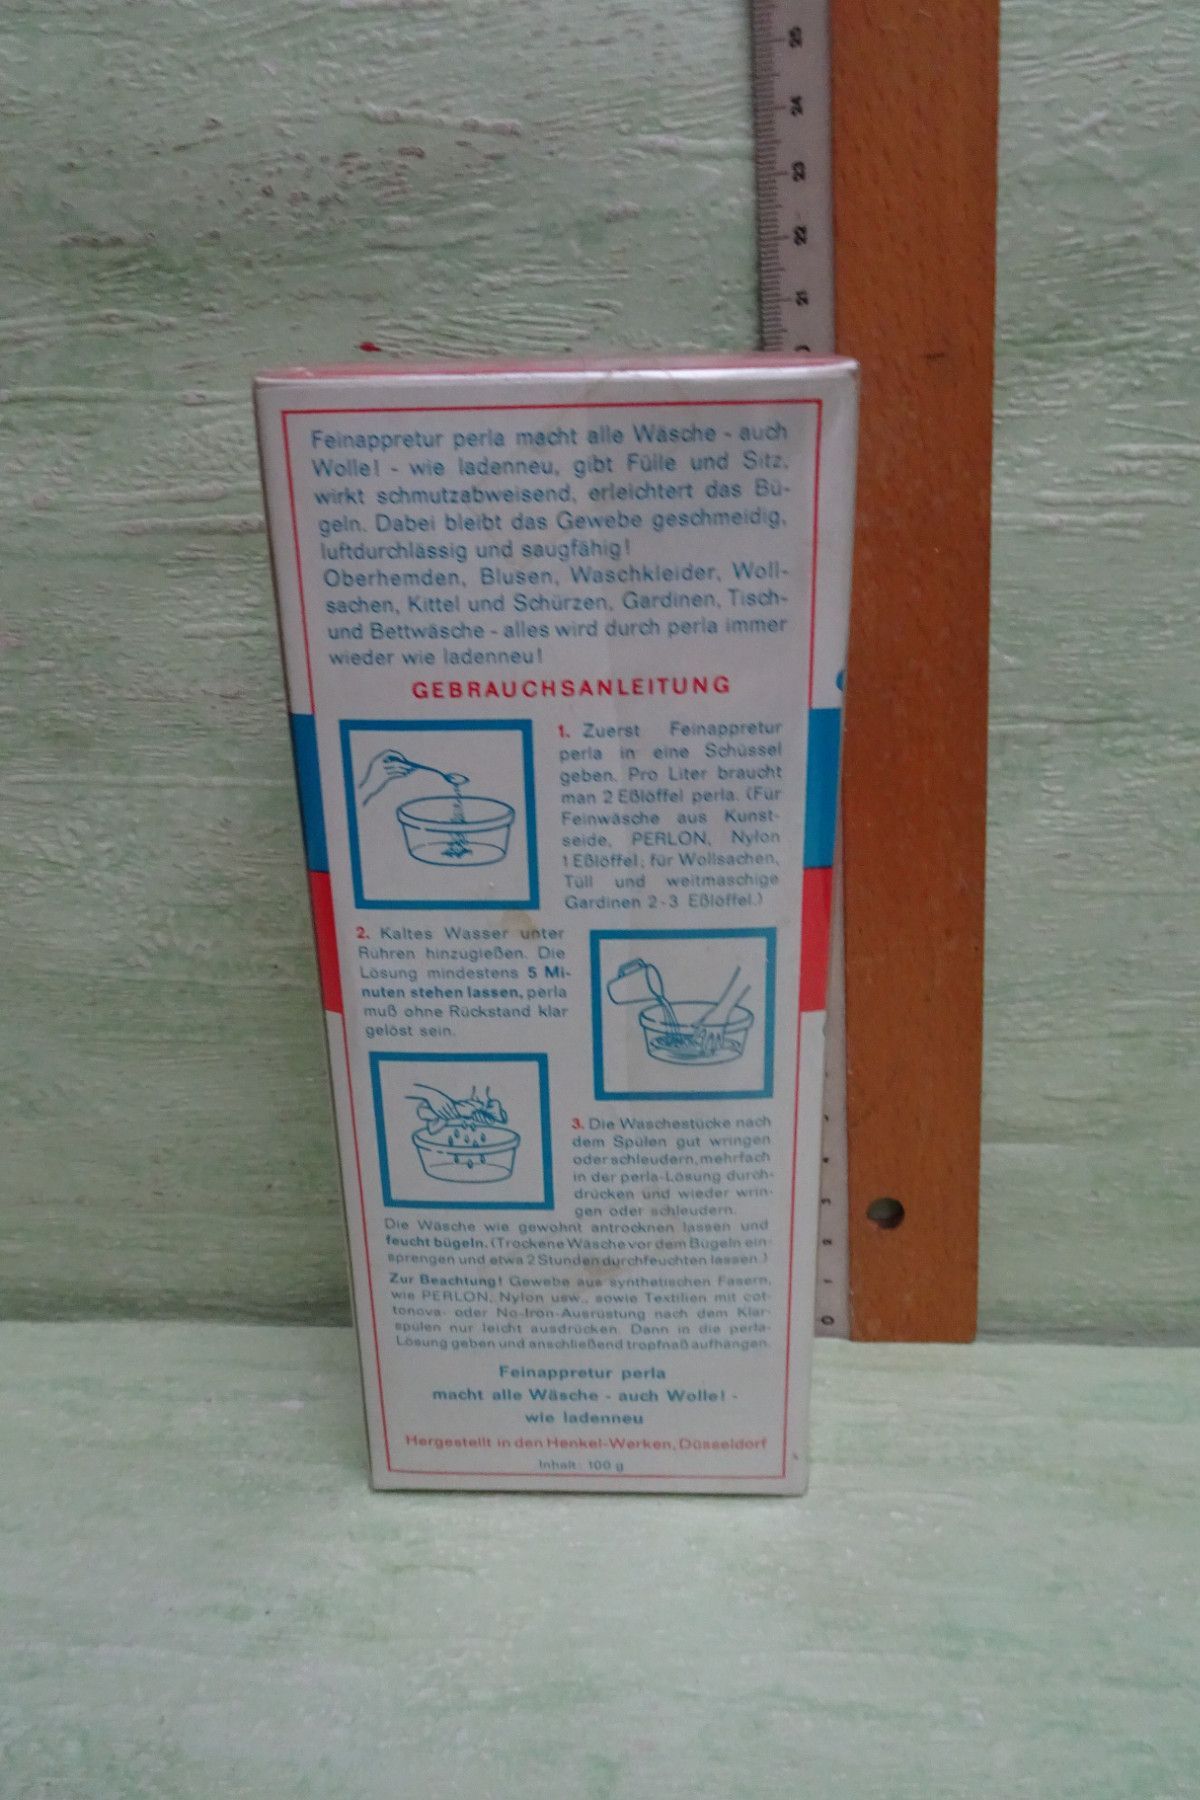 25
24
23
22
21
Feinappretur perla macht alle Wäsche - auch
Wolle! - wie ladenneu, gibt Fülle und Sitz,
wirkt schmutzabweisend, erleichtert das Bü-
geln. Dabei bleibt das Gewebe geschmeidig,
luftdurchlässig und saugfähig!
Oberhemden, Blusen, Waschkleider, Woll-
sachen, Kittel und Schürzen, Gardinen, Tisch-
und Bettwäsche - alles wird durch perla immer
wieder wie ladenneu!
GEBRAUCHSANLEITUNG
1. Zuerst Feinappretur
perla in eine Schüssel
geben. Pro Liter braucht
man 2 Eßlöffel perla. (Für
Feinwäsche aus Kunst-
seide, PERLON, Nylon
1 Eßlöffel; für Wollsachen,
Tüll und weitmaschige
Gardinen 2-3 Eßlöffel.)
2. Kaltes Wasser unter
Rühren hinzugießen. Die
Lösung mindestens 5 Mi-
nuten stehen lassen, perla
muß ohne Rückstand klar
gelöst sein.
3. Die Wäschestücke nach
dem Spülen gut wringen
oder schleudern, mehrfach
in der perla-Lösung durch-
drücken und wieder wrin-
gen oder schleudern.
Die Wäsche wie gewohnt antrocknen lassen und
feucht bügeln. (Trockene Wäsche vor dem Bügeln ein-
sprengen und etwa 2 Stunden durchfeuchten lassen.)
Zur Beachtung! Gewebe aus synthetischen Fasern,
wie PERLON, Nylon usw., sowie Textilien mit cot-
tonova- oder No-Iron-Ausrüstung nach dem Klar-
spülen nur leicht ausdrücken. Dann in die perla-
Lösung geben und anschließend tropfnaß aufhängen.
Feinappretur perla
macht alle Wäsche - auch Wolle! -
wie ladenneu
Hergestellt in den Henkel-Werken, Düsseldorf
Inhalt: 100 g
4
3
2
1
0